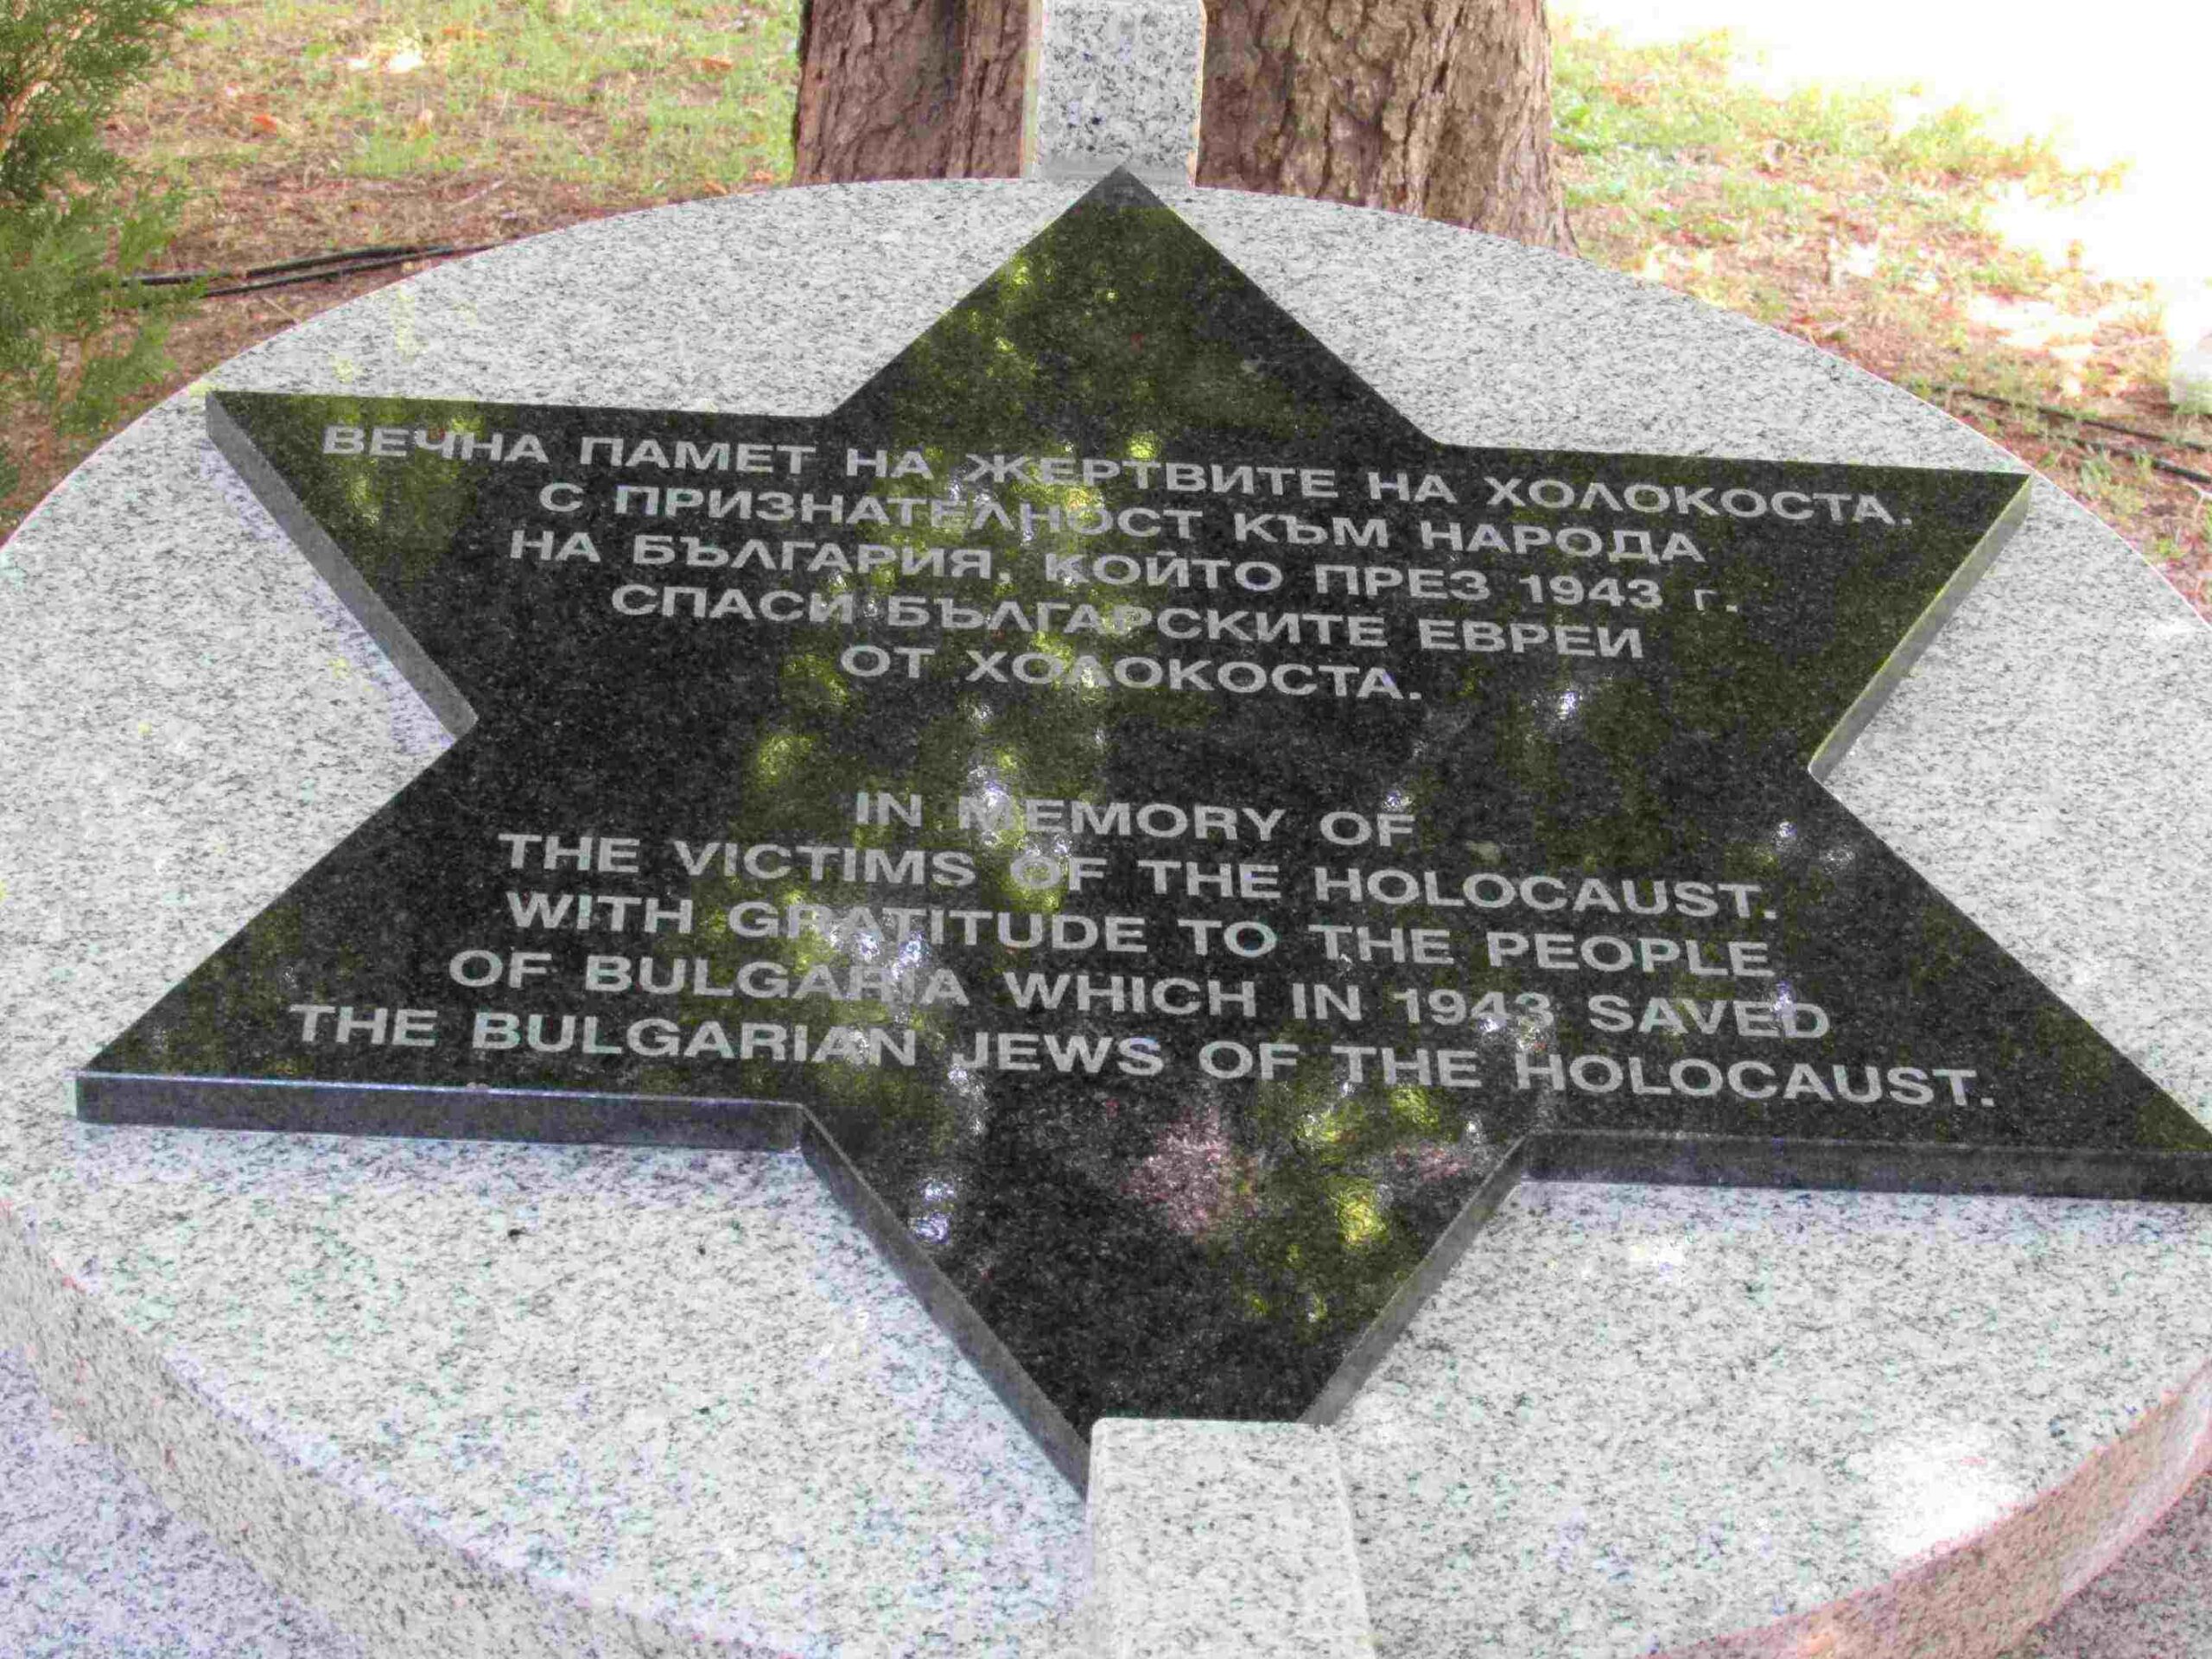 ВЕЧНА ПАМЕТ НА ЖЕРТВИТЕ НА ХОЛОКОСТА.
С ПРИЗНАТЕЛНОСТ КЪМ НАРОДА
НА БЪЛГАРИЯ, КОЙТО ПРЕЗ 1943 г.
СПАСИ БЪЛГАРСКИТЕ ЕВРЕИ
ОТ ХОЛОКОСТА.
IN MEMORY OF
THE VICTIMS OF THE HOLOCAUST.
WITH GRATITUDE TO THE PEOPLE
OF BULGARIA WHICH IN 1943 SAVED
THE BULGARIAN JEWS OF THE HOLOCAUST.